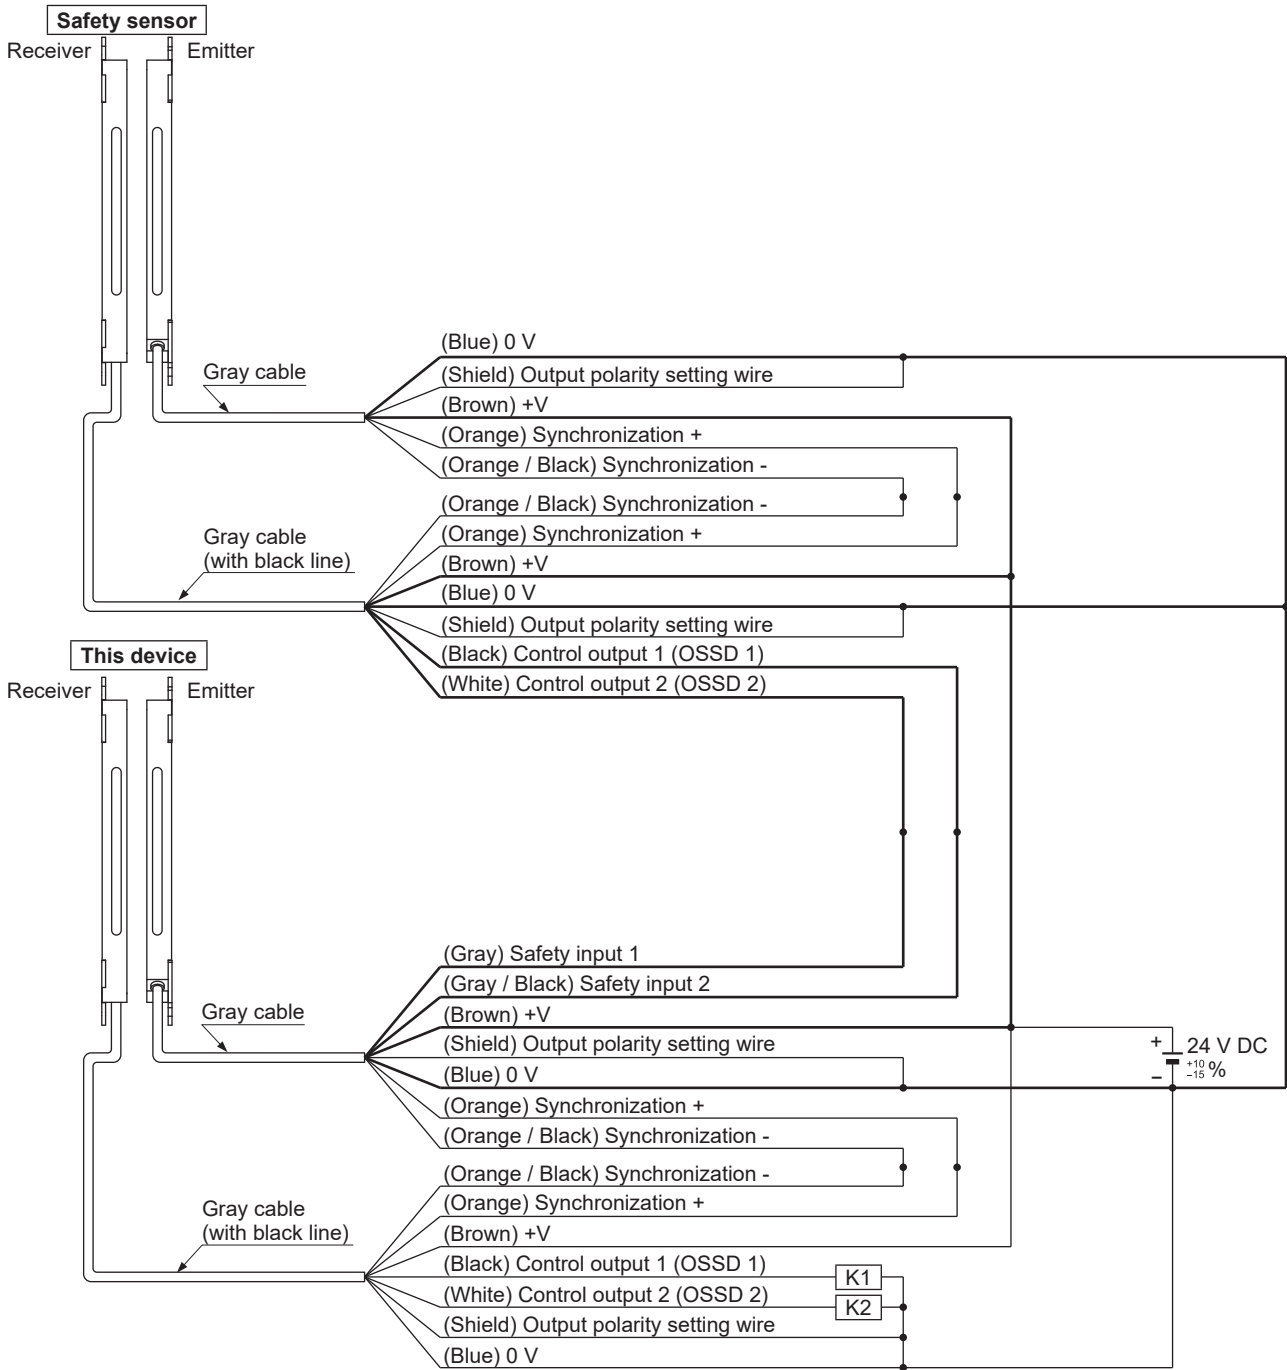 Safety sensor
Receiver
Emitter
(Blue) 0 V
Gray cable
(Shield) Output polarity setting wire
(Brown) +V
(Orange) Synchronization +
(Orange / Black) Synchronization -
(Orange / Black) Synchronization -
Gray cable
(with black line)
(Orange) Synchronization +
(Brown) +V
(Blue) 0 V
(Shield) Output polarity setting wire
This device
(Black) Control output 1 (OSSD 1)
Receiver
Emitter
(White) Control output 2 (OSSD 2)
(Gray) Safety input 1
(Gray / Black) Safety input 2
Gray cable
(Brown) +V
(Shield) Output polarity setting wire
+
24 V DC
+10
-15 %
−
(Blue) 0 V
(Orange) Synchronization +
(Orange / Black) Synchronization -
(Orange / Black) Synchronization -
Gray cable
(with black line)
(Orange) Synchronization +
(Brown) +V
(Black) Control output 1 (OSSD 1)
K1
(White) Control output 2 (OSSD 2)
K2
(Shield) Output polarity setting wire
(Blue) 0 V